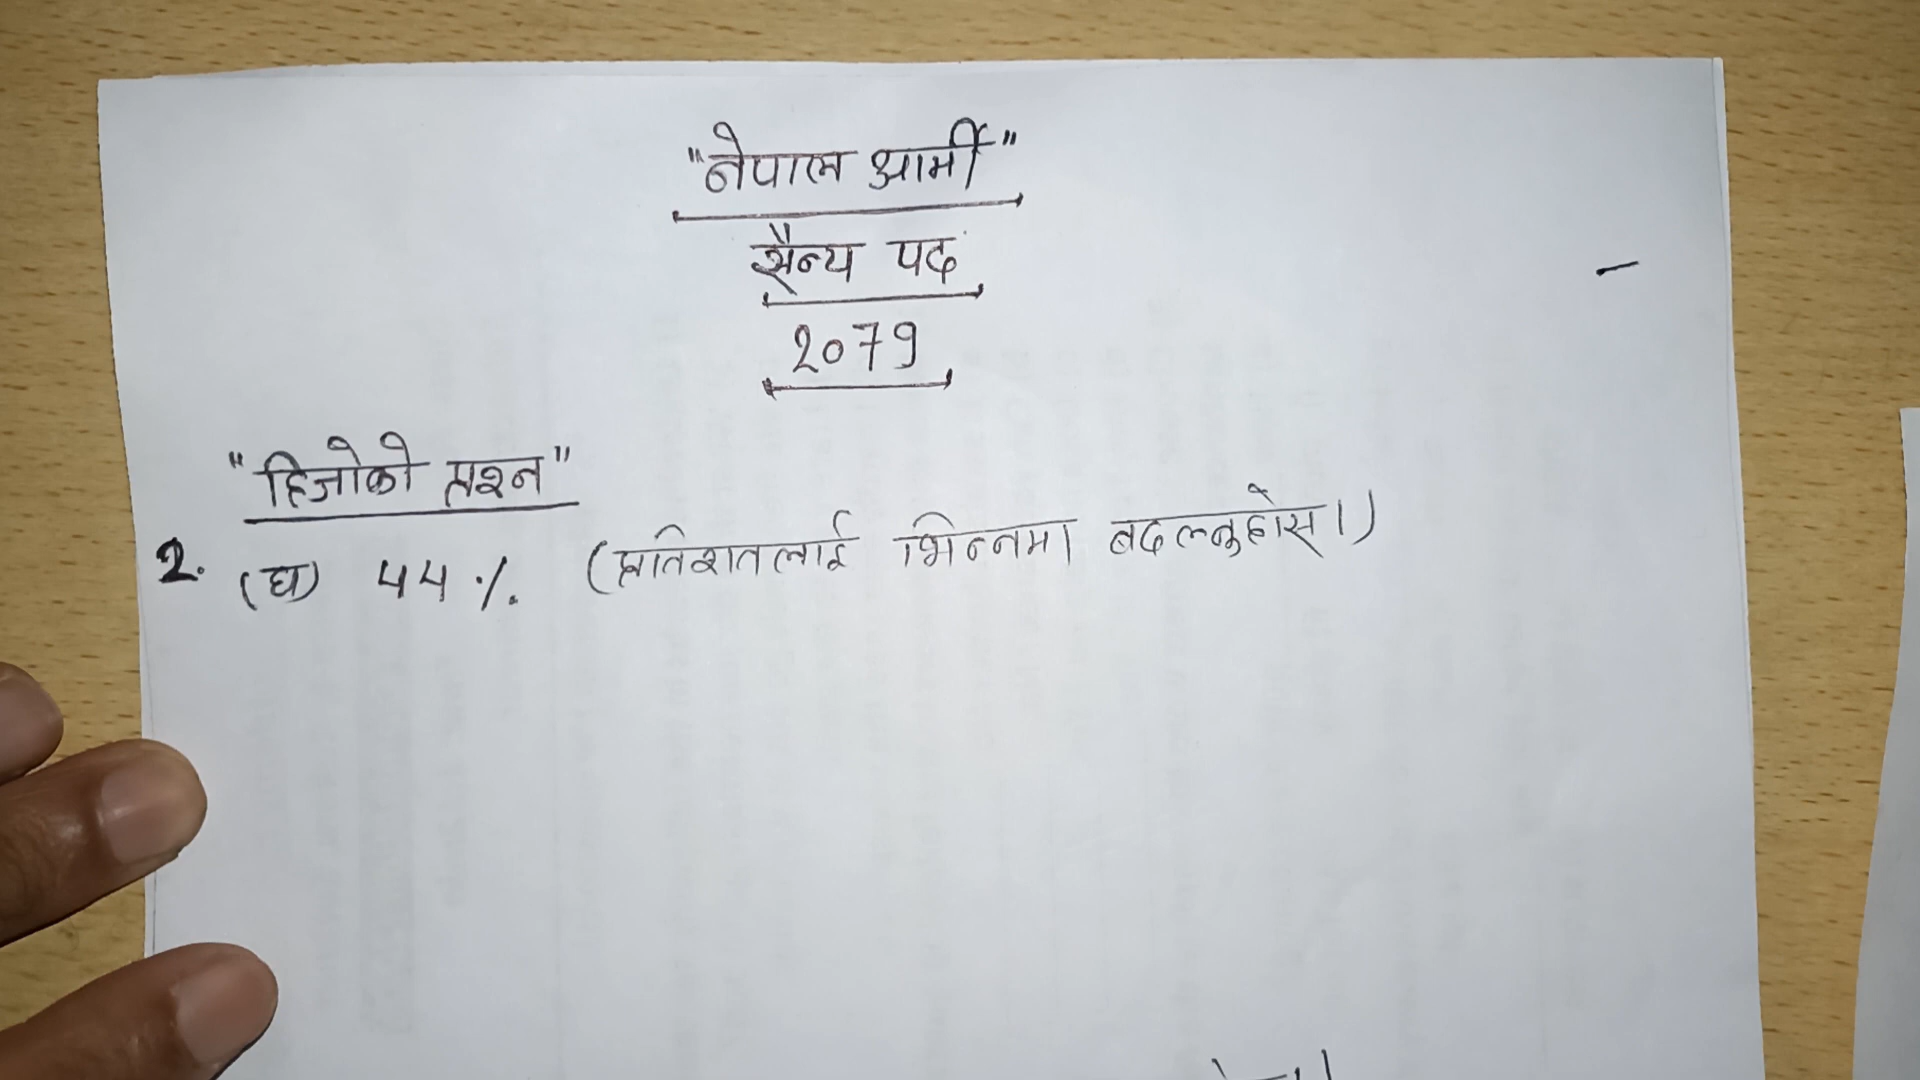 "नेपाल आर्मी"
सैन्य पद
2079
"हिजोको प्रश्न"
2. (घ) 44 %. (प्रतिशतलाई भिन्नमा बदल्नुहोस्।)